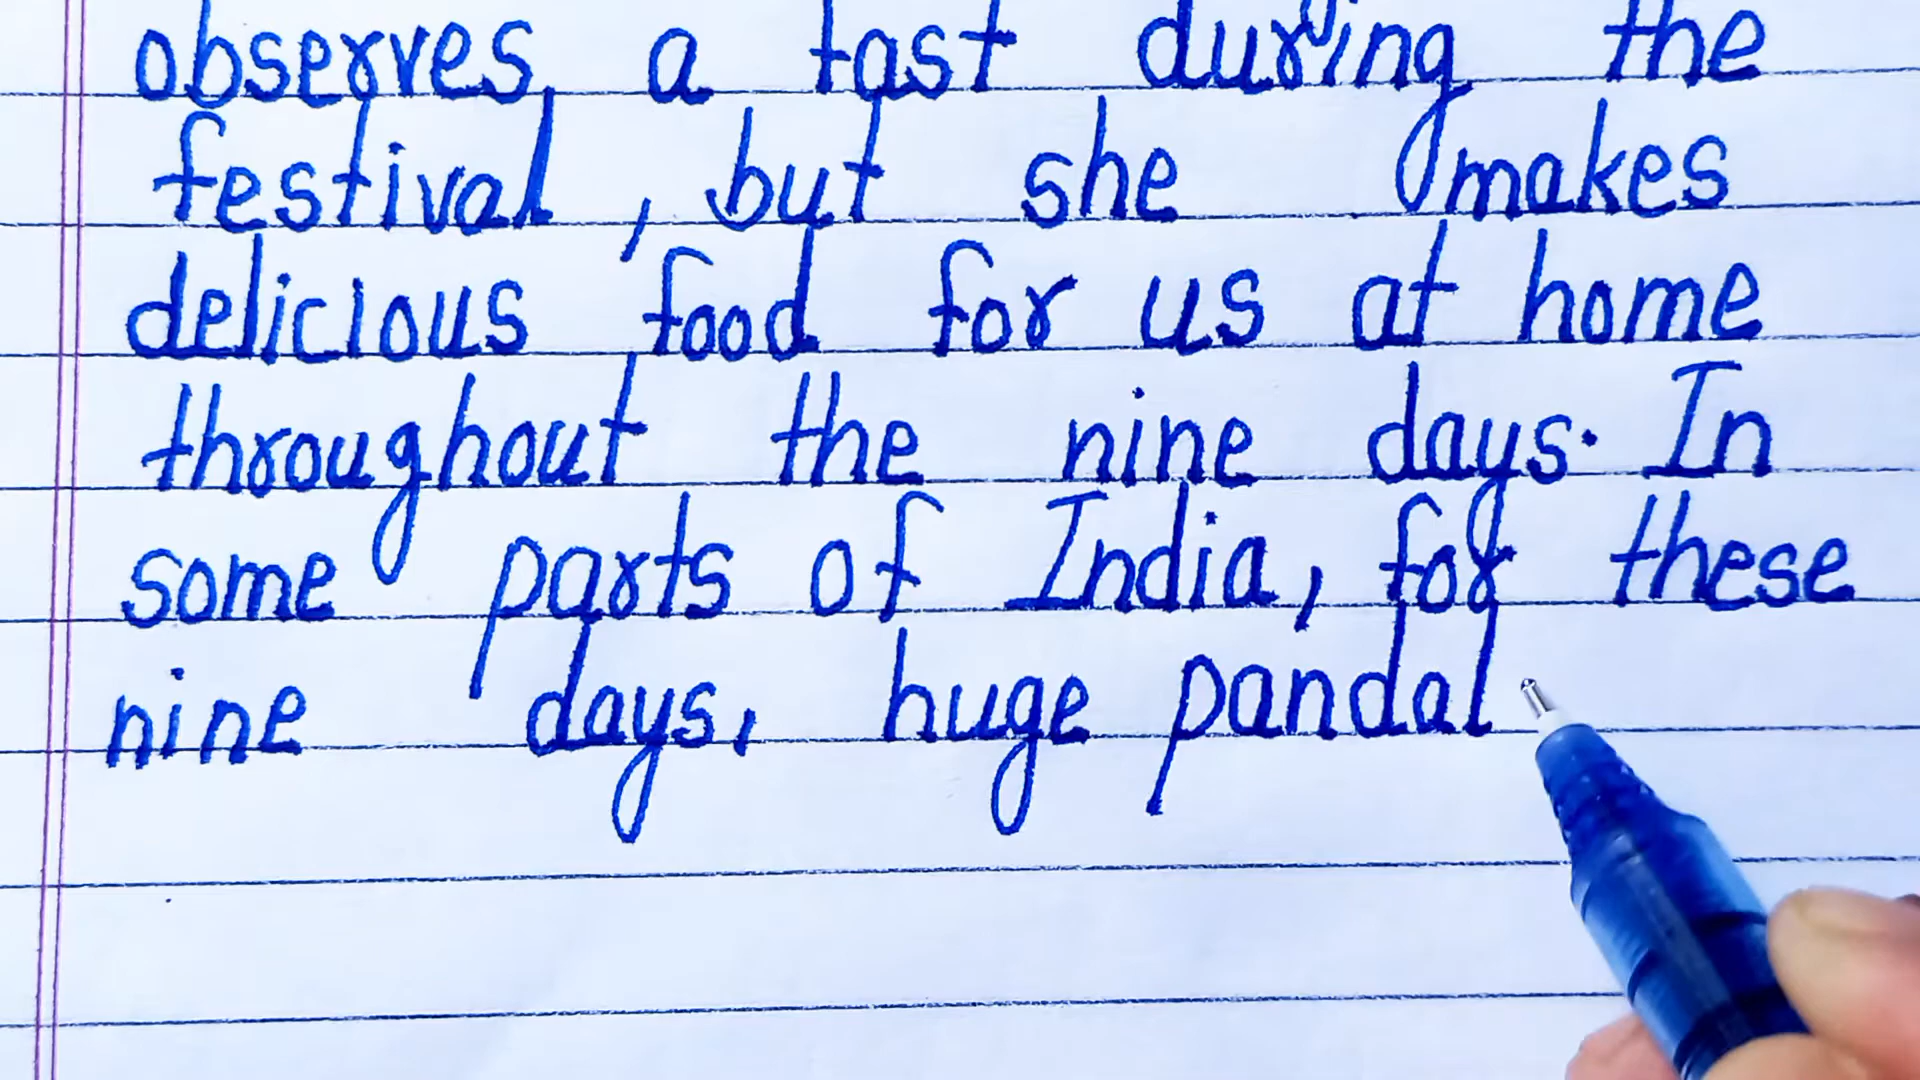 observes a fast during the
festival, but she makes
delicious food for us at home
throughout the nine days. In
some parts of India, for these
nine days, huge pandal